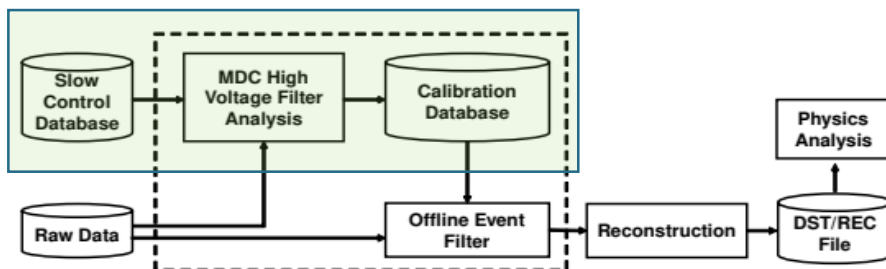 Slow
Control
Database
MDC High
Voltage Filter
Analysis
Calibration
Database
Physics
Analysis
Raw Data
Offline Event
Filter
Reconstruction
DST/REC
File